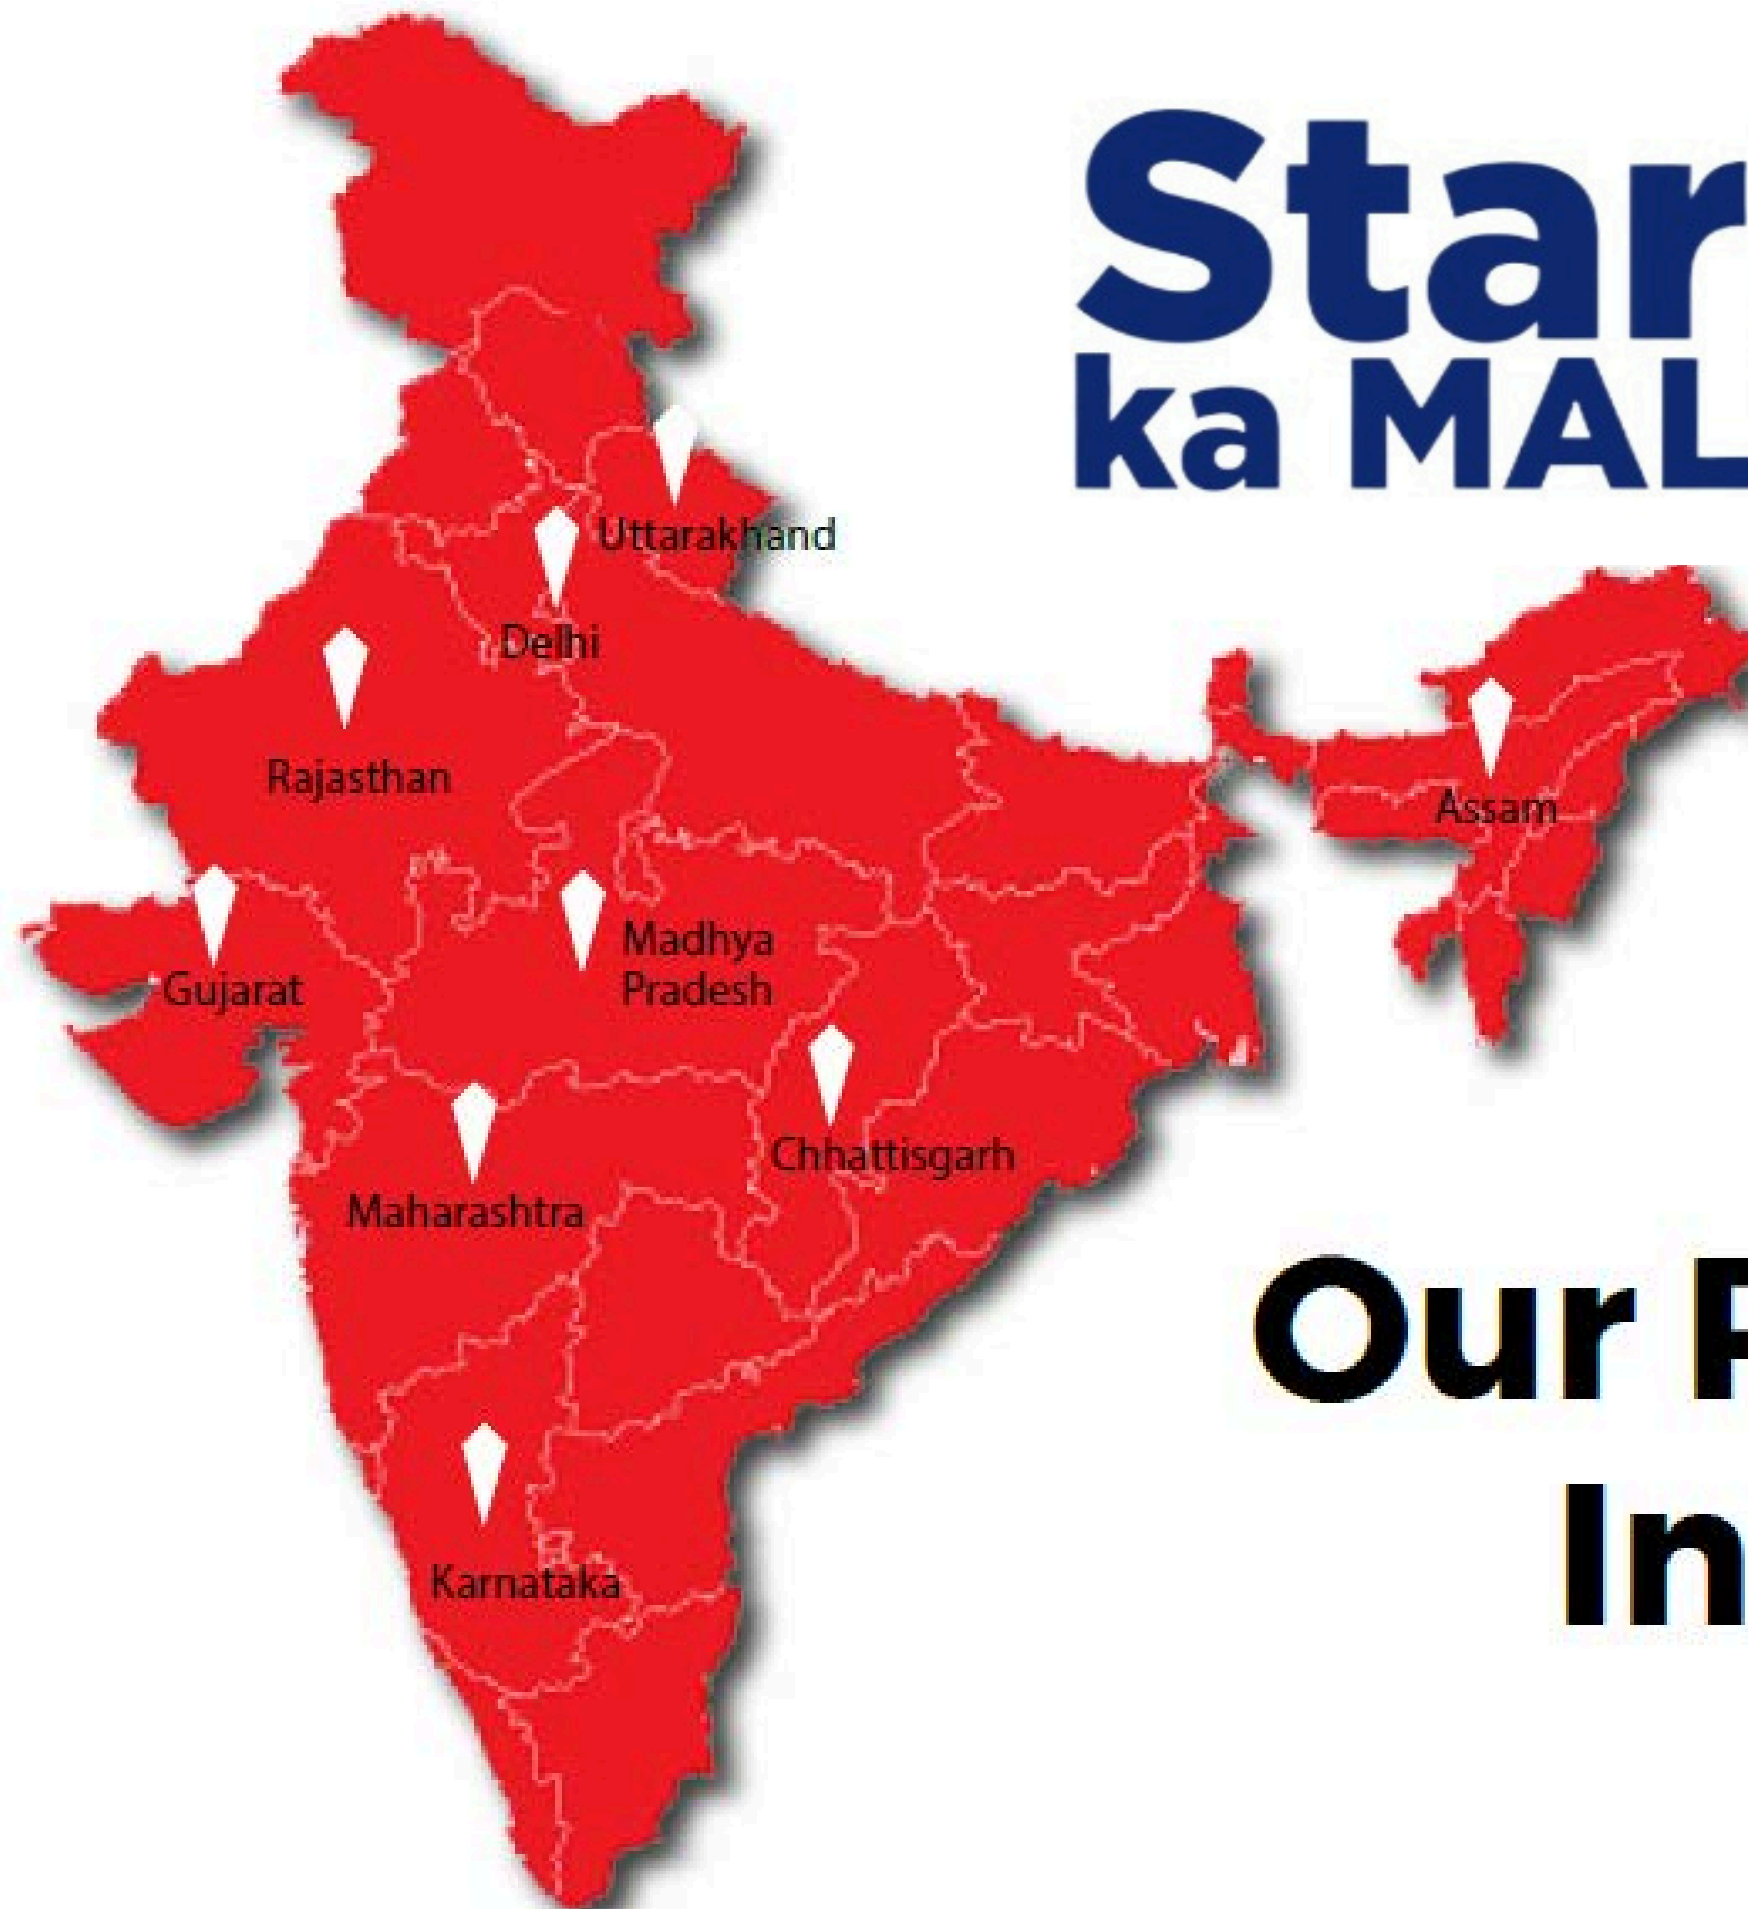 Star
ka MAL
Uttarakhand
Delhi
Rajasthan
Assam
Madhya
Pradesh
Gujarat
Chhattisgarh
Maharashtra
Our P
In
Karnataka